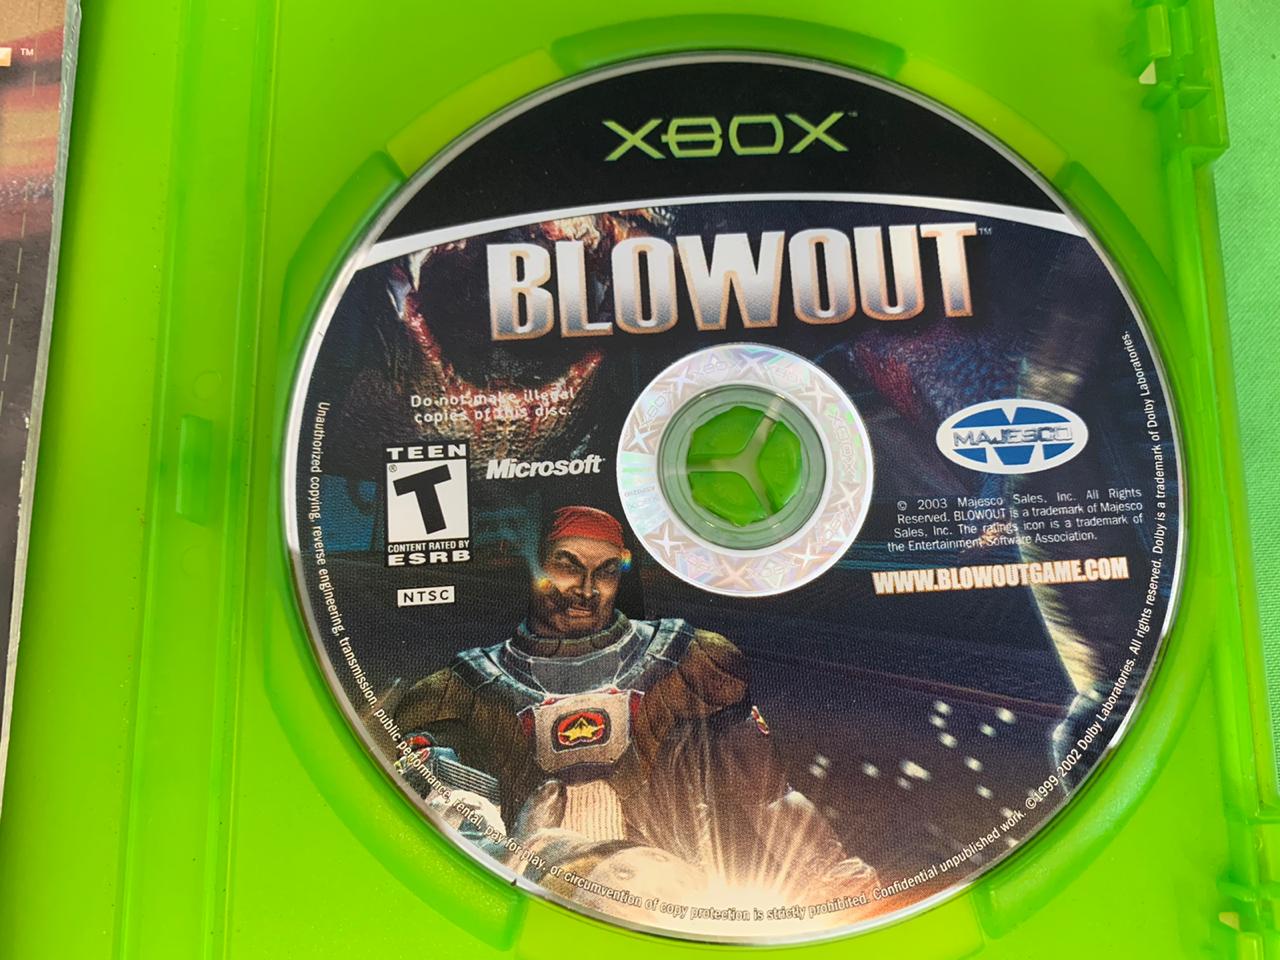 ™
XBOX™
BLOWOUT™
Do not make illegal
copies of this disc.
TEEN
®
T
CONTENT RATED BY
ESRB
Microsoft®
NTSC
MAJESCO
© 2003 Majesco Sales, Inc. All Rights
Reserved. BLOWOUT is a trademark of Majesco
Sales, Inc. The ratings icon is a trademark of
the Entertainment Software Association.
WWW.BLOWOUTGAME.COM
Unauthorized copying, reverse engineering, transmission, public performance, rental, pay for play, or circumvention of copy protection is strictly prohibited. Confidential unpublished work. ©1999 2002 Dolby Laboratories. All rights reserved. Dolby is a trademark of Dolby Laboratories.